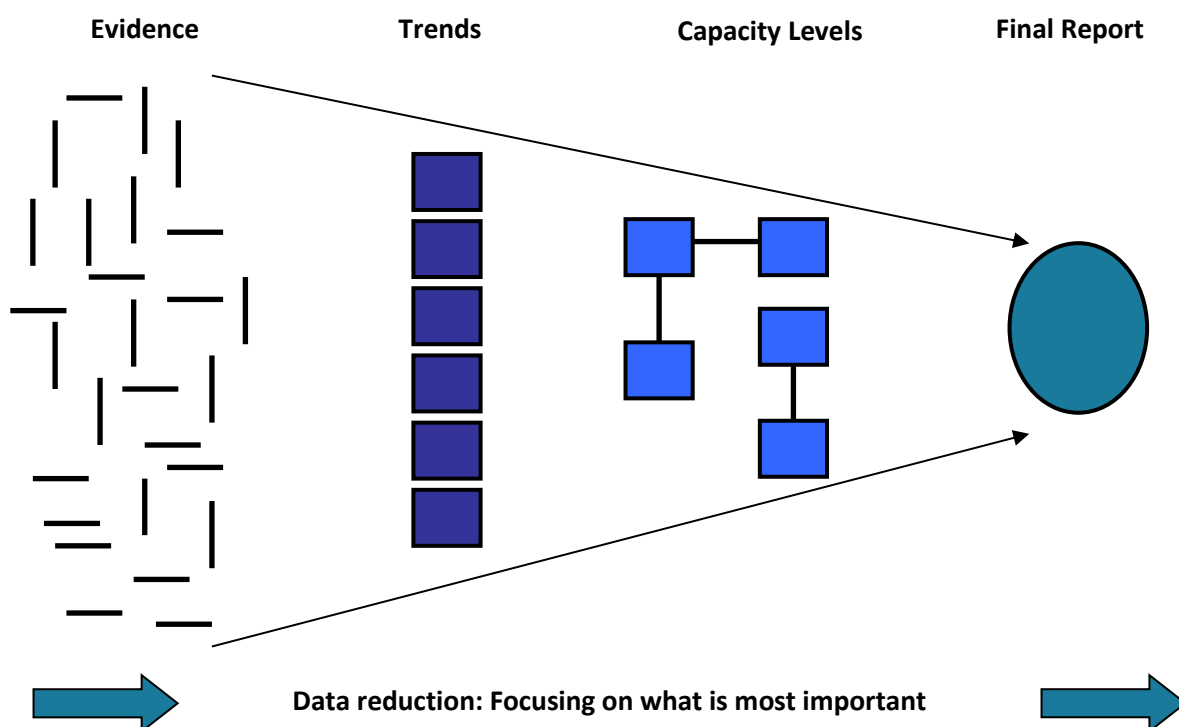 Evidence Trends Capacity Levels Final Report
Data reduction: Focusing on what is most important